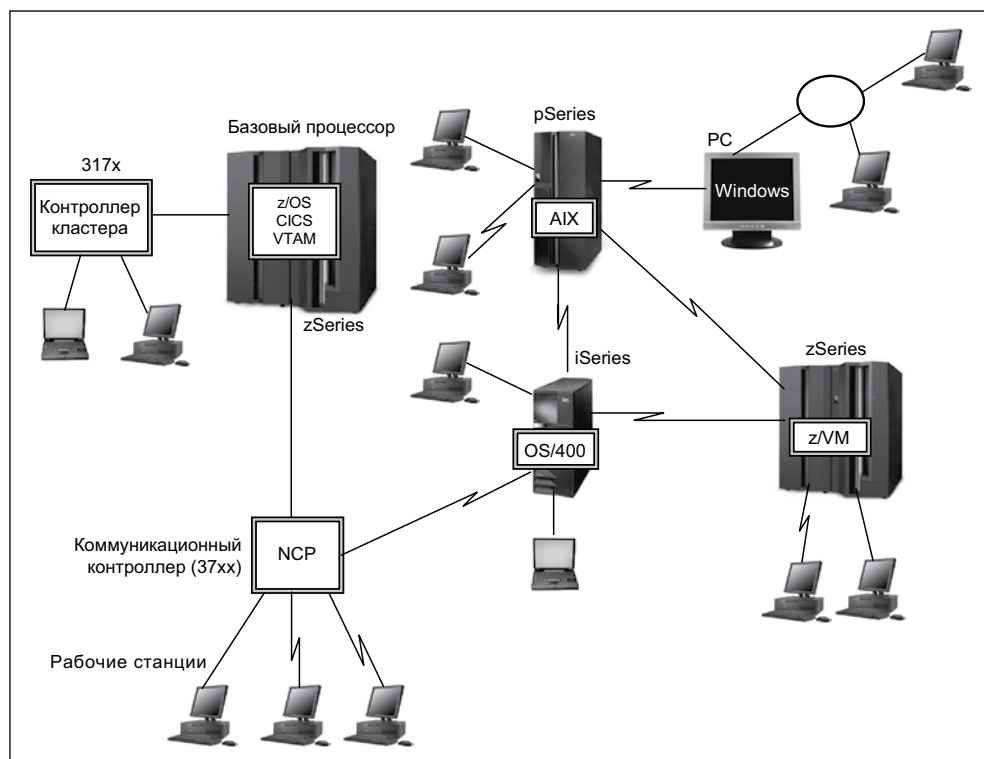 pSeries
PC
Базовый процессор
317x
Контроллер
кластера
z/OS
CICS
VTAM
AIX
Windows
zSeries
iSeries
zSeries
OS/400
z/VM
Коммуникационный
контроллер (37xx)
NCP
Рабочие станции